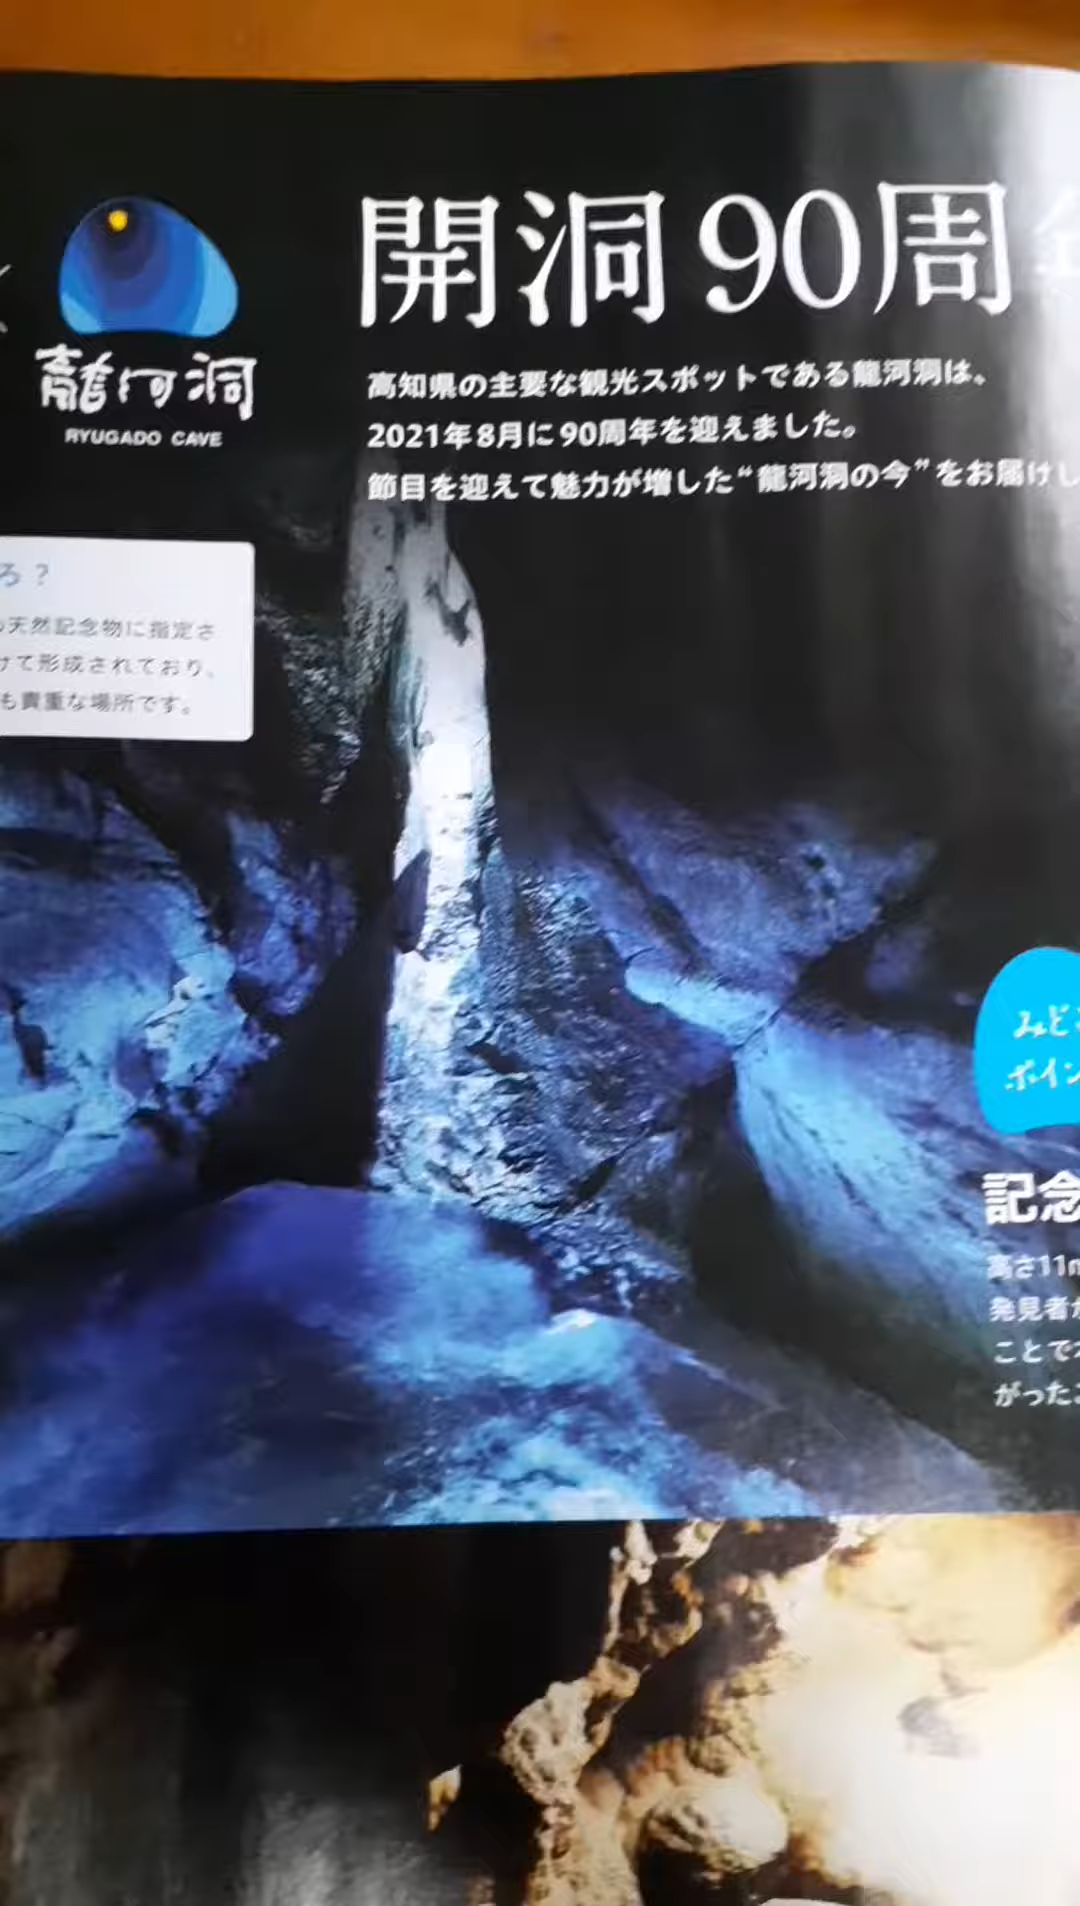 龍河洞
RYUGADO CAVE
開洞90周
高知県の主要な観光スポットである龍河洞は、
2021年8月に90周年を迎えました。
節目を迎えて魅力が増した“龍河洞の今”をお届けし
ろ?
天然記念物に指定さ
けて形成されており、
も貴重な場所です。
みど
ポイン
記念
高さ11m
発見者が
ことで
がった